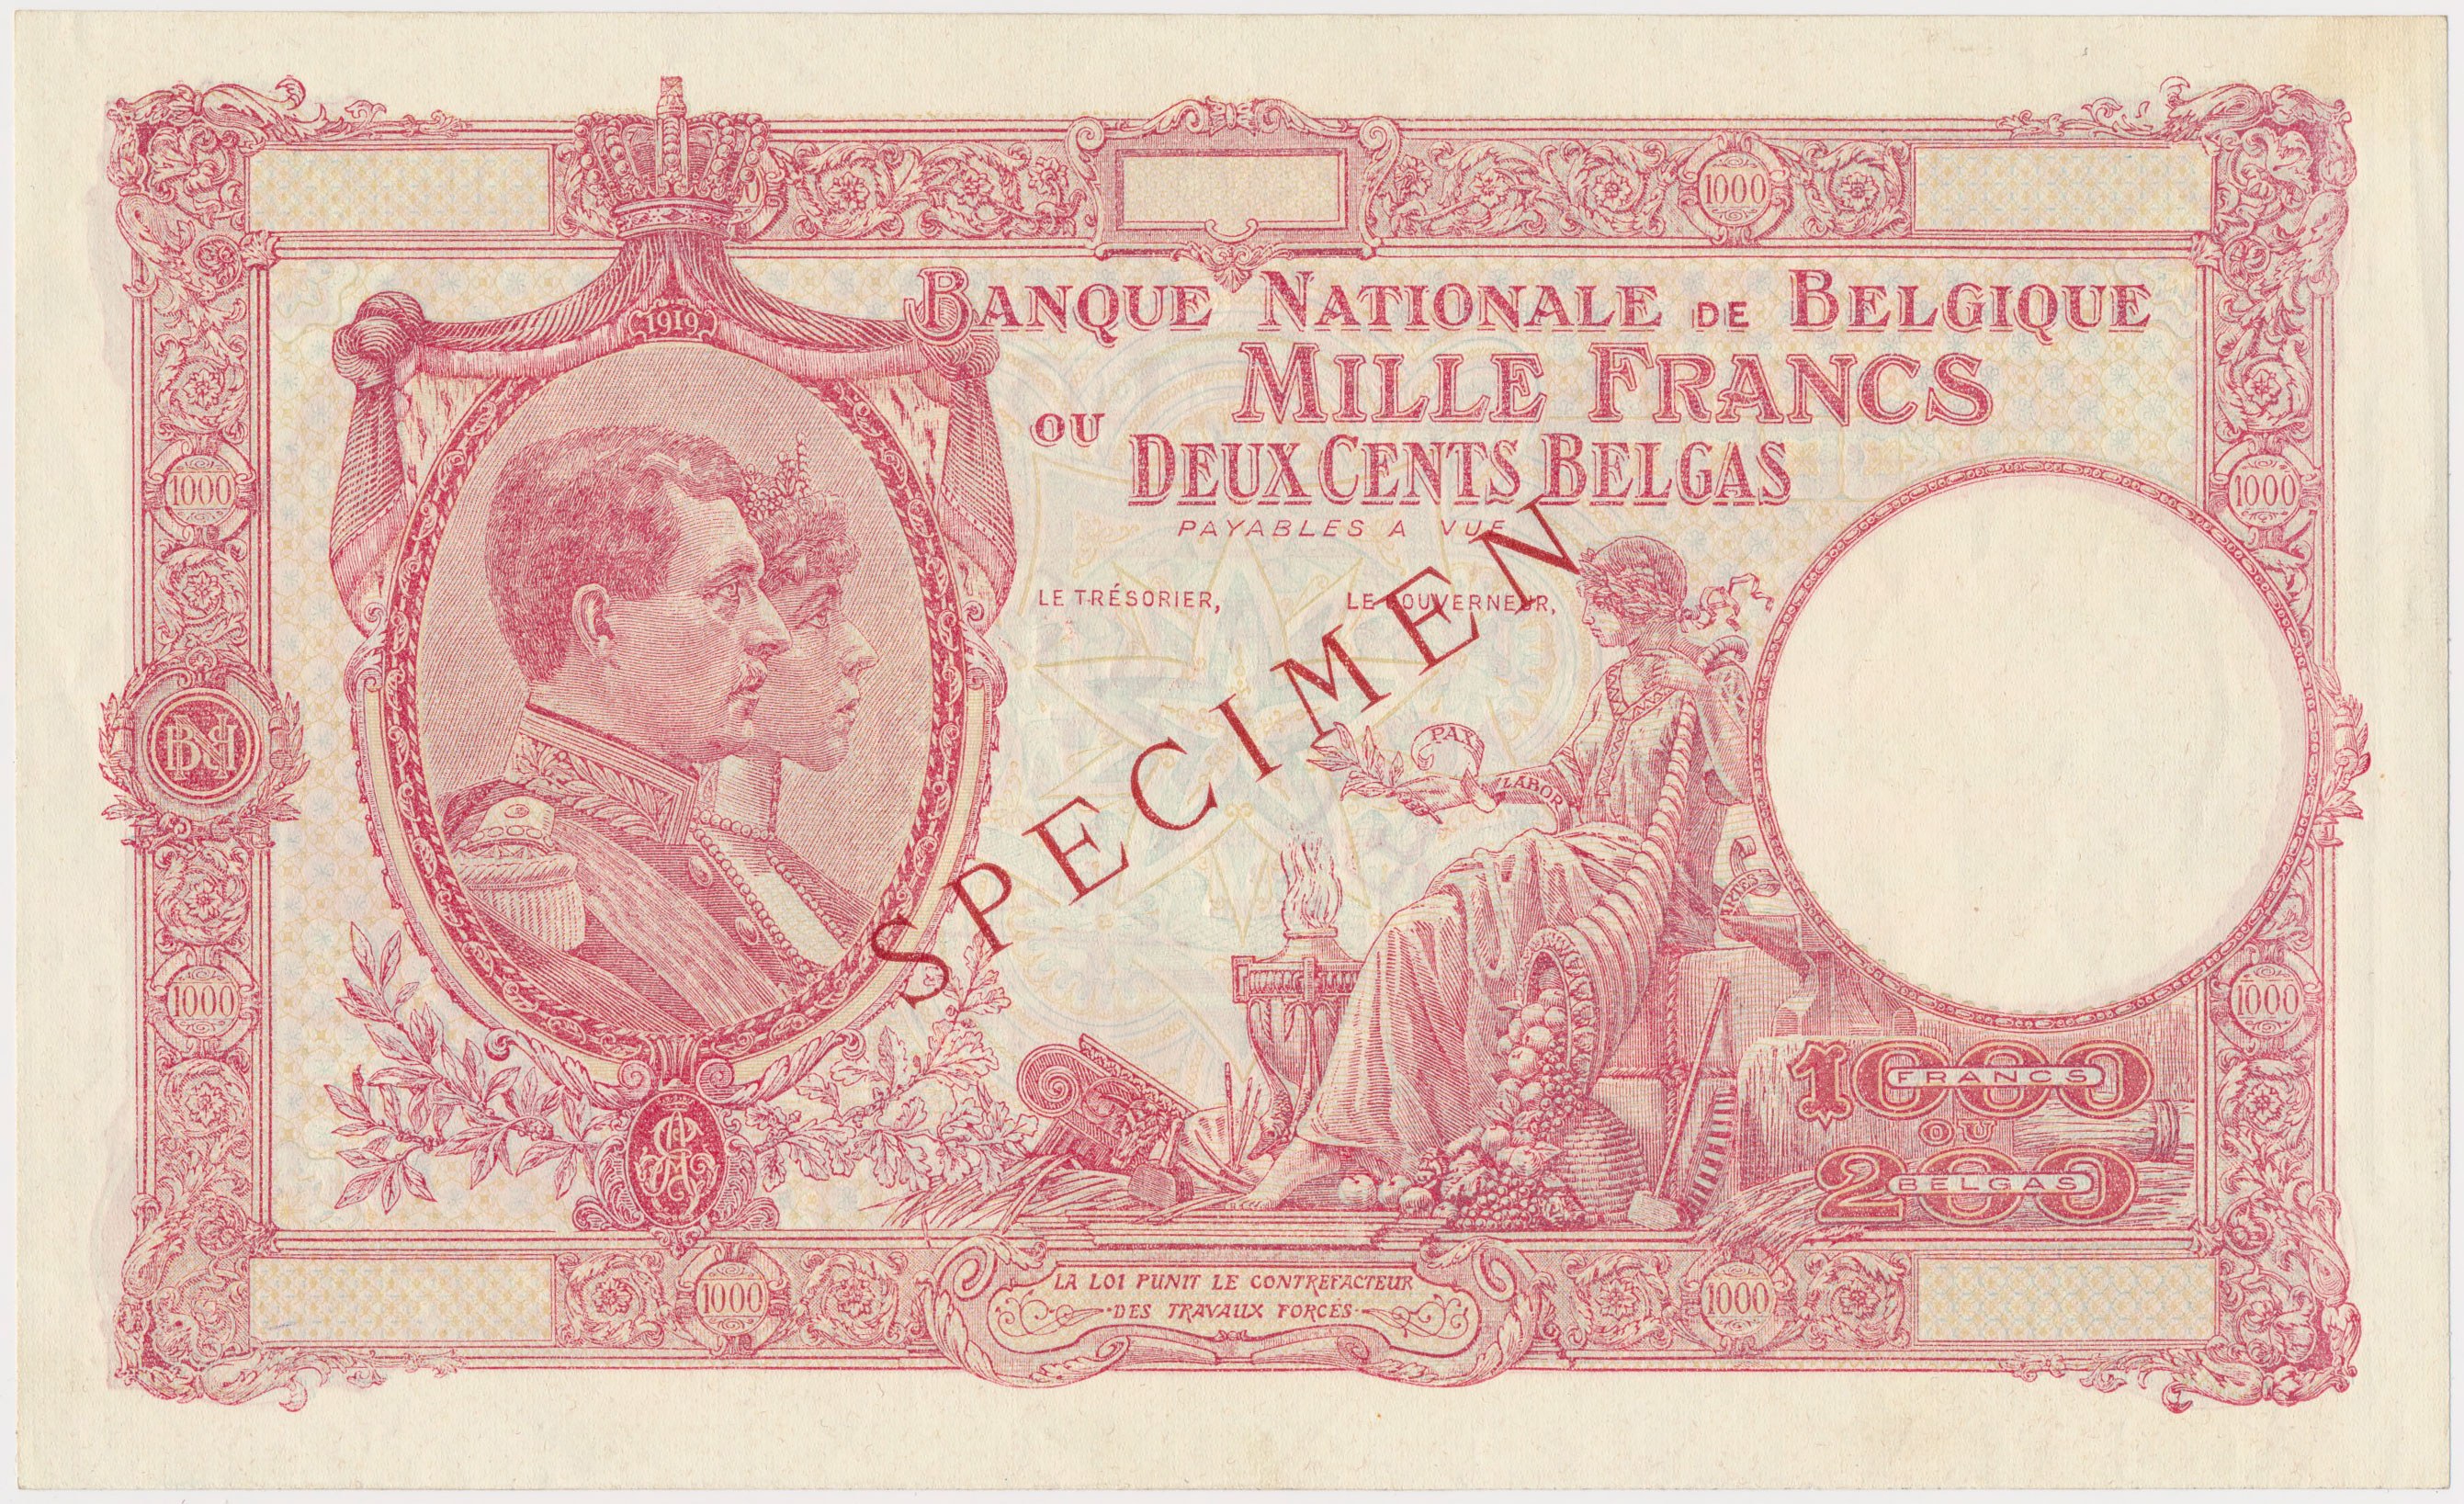 1000
1919
BANQUE NATIONALE DE BELGIQUE
MILLE FRANCS
OU
DEUX CENTS BELGAS
PAYABLES A VUE
LE TRÉSORIER,
LE GOUVERNEUR,
SPECIMEN
1000
1000
BNB
PAX
LABOR
ARTES
1000
1000
1000
FRANCS
OU
200
BELGAS
1000
LA LOI PUNIT LE CONTREFACTEUR
DES TRAVAUX FORCÉS
1000